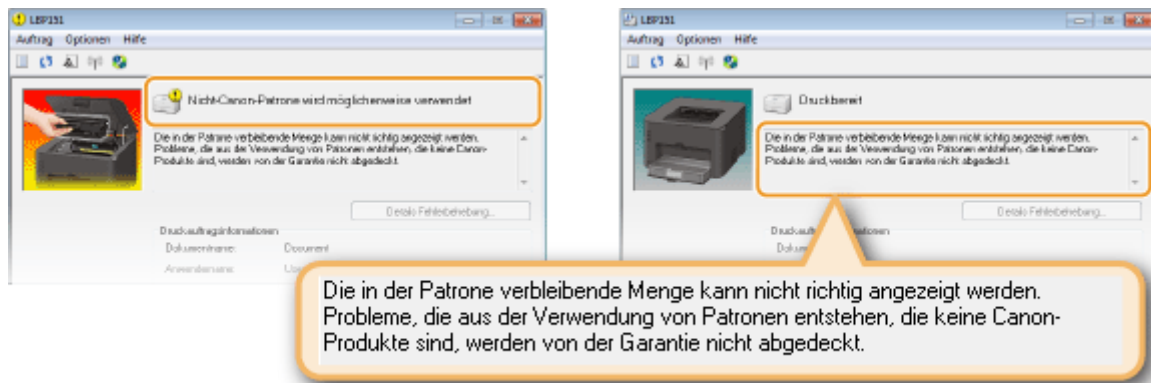 LBP151
Auftrag Optionen Hilfe
Nicht-Canon-Patrone wird möglicherweise verwendet
Die in der Patrone verbleibende Menge kann nicht richtig angezeigt werden.
Probleme, die aus der Verwendung von Patronen entstehen, die keine Canon-
Produkte sind, werden von der Garantie nicht abgedeckt.
Details Fehlerbehebung...
Druckauftragsinformationen
Dokumentname: Document
Anwendername:
LBP151
Auftrag Optionen Hilfe
Druckbereit
Die in der Patrone verbleibende Menge kann nicht richtig angezeigt werden.
Probleme, die aus der Verwendung von Patronen entstehen, die keine Canon-
Produkte sind, werden von der Garantie nicht abgedeckt.
Details Fehlerbehebung...
Die in der Patrone verbleibende Menge kann nicht richtig angezeigt werden.
Probleme, die aus der Verwendung von Patronen entstehen, die keine Canon-
Produkte sind, werden von der Garantie nicht abgedeckt.